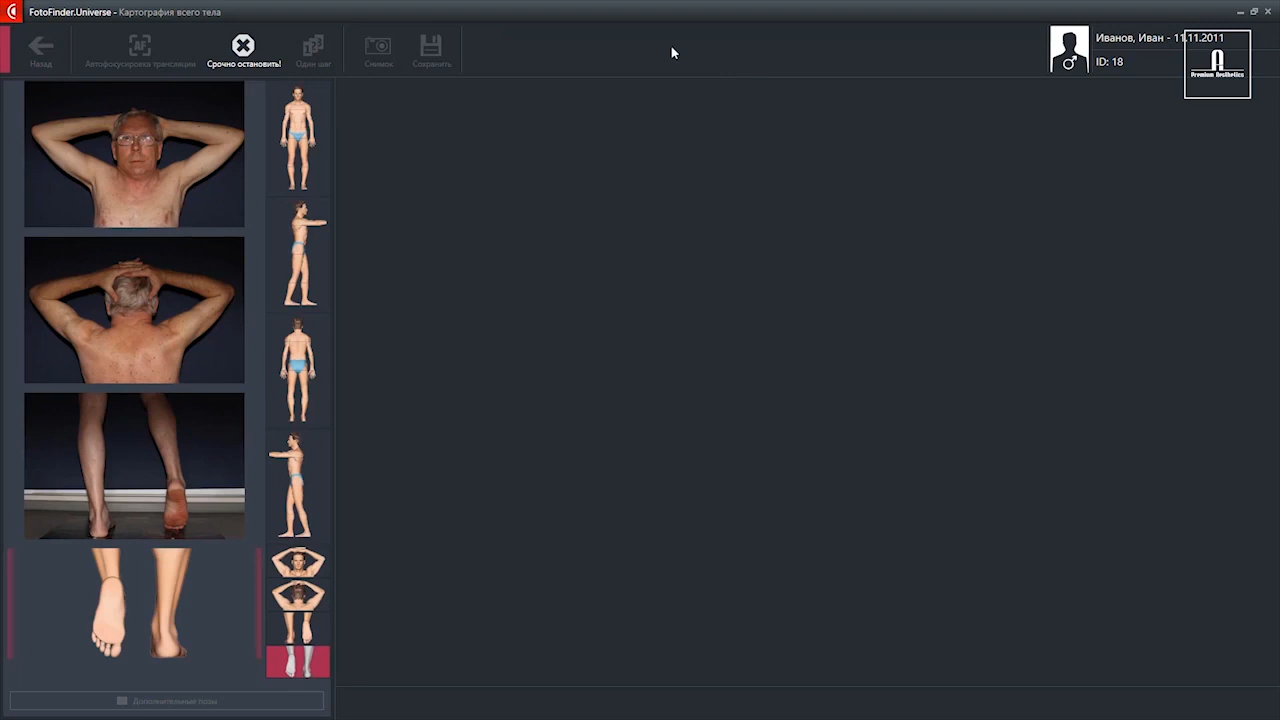 FotoFinder.Universe - Картография всего тела
Назад
AF
Автофокусировка трансляции
Срочно остановить!
Один шаг
Снимок
Сохранить
Иванов, Иван - 11.11.2011
ID: 18
Premium Aesthetics
Дополнительные позы